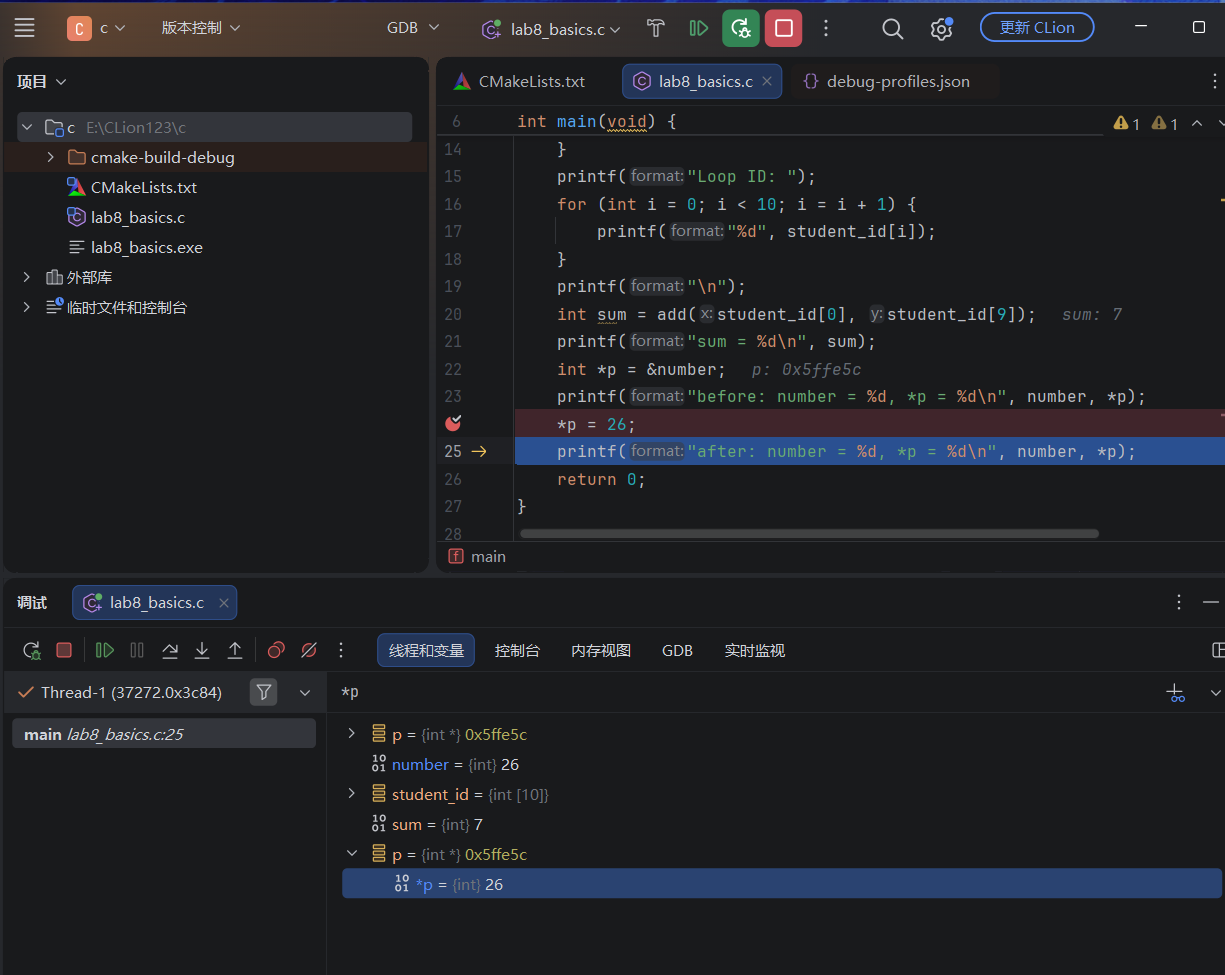 C c 版本控制 GDB lab8_basics.c 更新 CLion
项目
c E:\CLion123\c
cmake-build-debug
CMakeLists.txt
lab8_basics.c
lab8_basics.exe
外部库
临时文件和控制台
CMakeLists.txt lab8_basics.c debug-profiles.json
6 int main(void) { 1 1
14 }
15 printf(format: "Loop ID: ");
16 for (int i = 0; i < 10; i = i + 1) {
17 printf(format: "%d", student_id[i]);
18 }
19 printf(format: "\n");
20 int sum = add(x: student_id[0], y: student_id[9]); sum: 7
21 printf(format: "sum = %d\n", sum);
22 int *p = &number; p: 0x5ffe5c
23 printf(format: "before: number = %d, *p = %d\n", number, *p);
*p = 26;
25 printf(format: "after: number = %d, *p = %d\n", number, *p);
26 return 0;
27 }
28
f main
调试 lab8_basics.c
线程和变量 控制台 内存视图 GDB 实时监视
Thread-1 (37272.0x3c84)
main lab8_basics.c:25
*p
p = {int *} 0x5ffe5c
number = {int} 26
student_id = {int [10]}
sum = {int} 7
p = {int *} 0x5ffe5c
*p = {int} 26